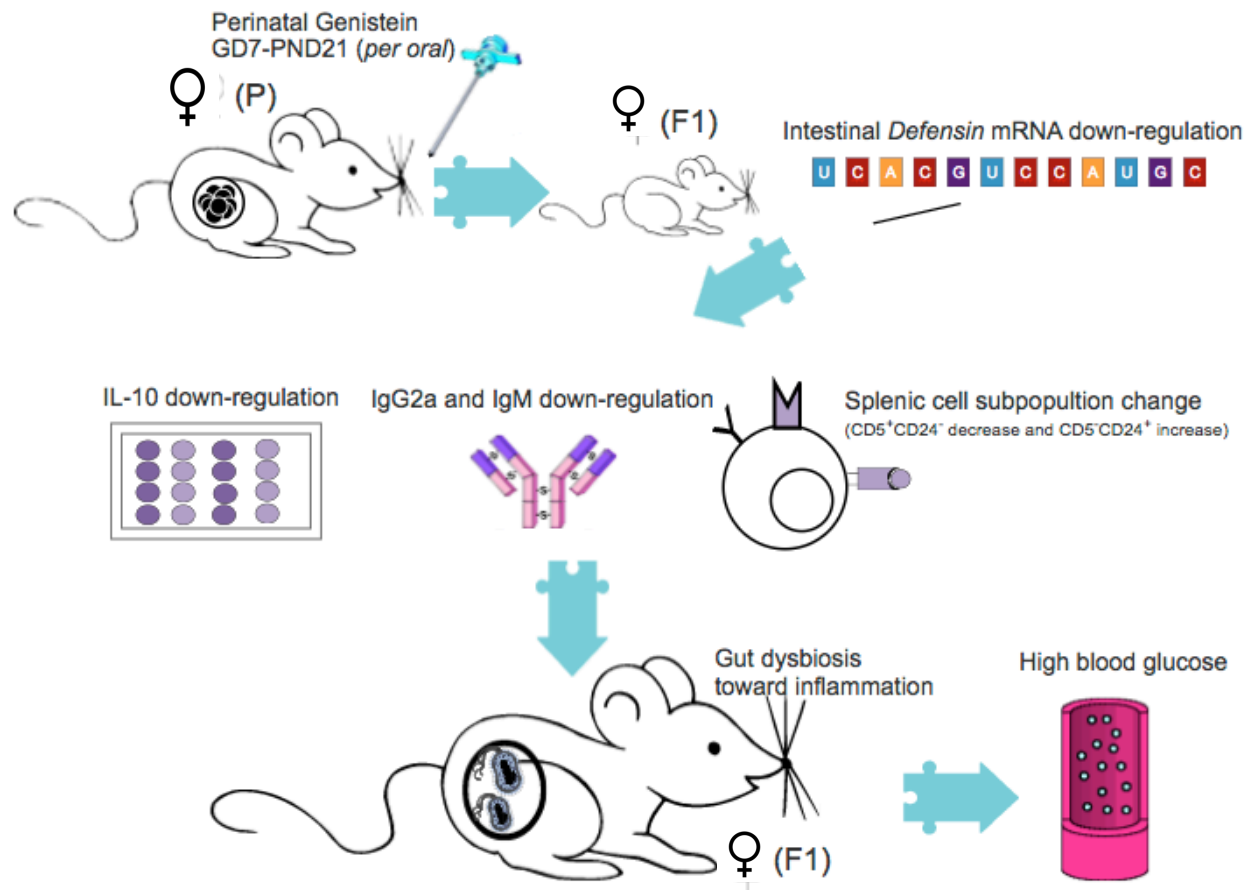 Perinatal Genistein
GD7-PND21 (per oral)
♀ (P)
♀ (F1)
Intestinal Defensin mRNA down-regulation
U C A C G U C C A U G C
IL-10 down-regulation
IgG2a and IgM down-regulation
Splenic cell subpopultion change
(CD5⁺CD24⁻ decrease and CD5⁻CD24⁺ increase)
S S
S S
-S-
-S-
Gut dysbiosis
toward inflammation
High blood glucose
♀ (F1)